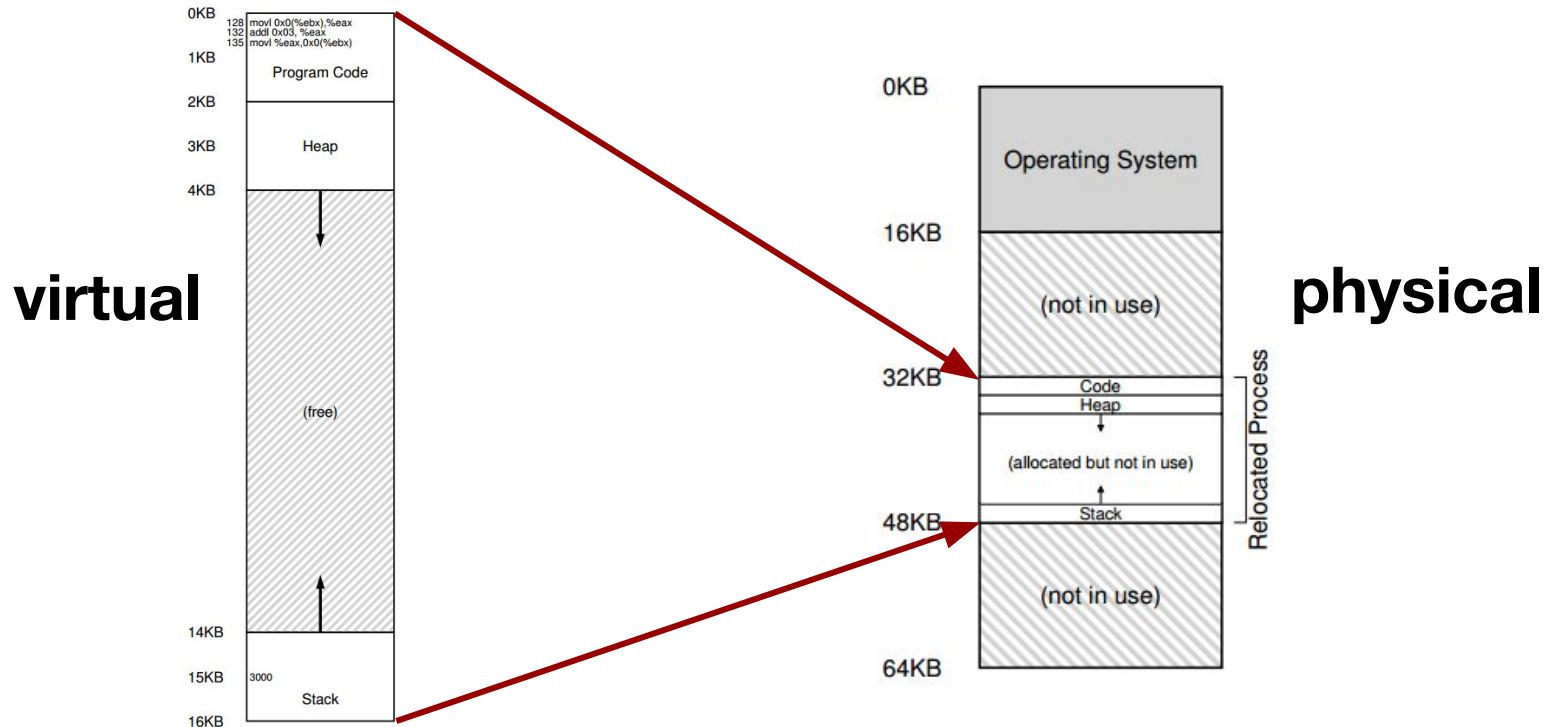 0KB
128 movl 0x0(%ebx),%eax
132 addl 0x03, %eax
135 movl %eax,0x0(%ebx)
1KB
Program Code
2KB
3KB
Heap
4KB
virtual
(free)
14KB
15KB
3000
Stack
16KB
0KB
Operating System
16KB
(not in use)
physical
32KB
Code
Heap
(allocated but not in use)
Stack
48KB
Relocated Process
(not in use)
64KB